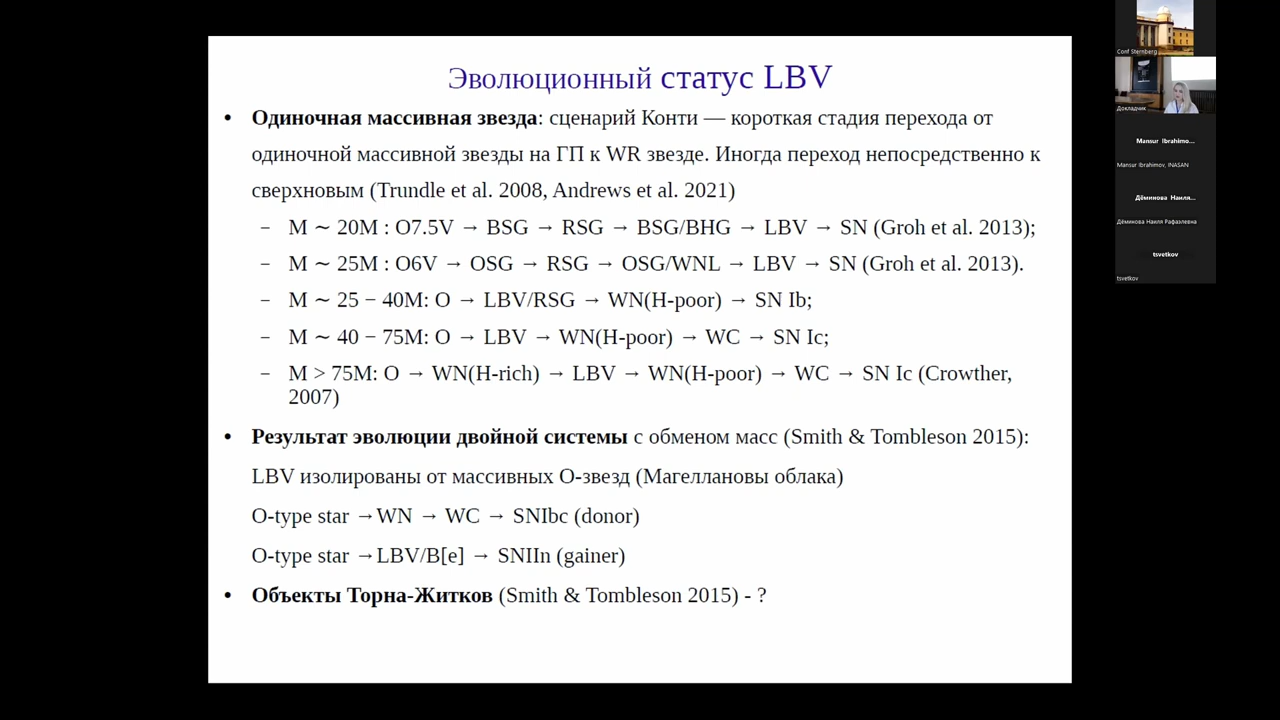 Эволюционный статус LBV
• Одиночная массивная звезда: сценарий Конти — короткая стадия перехода от
одиночной массивной звезды на ГП к WR звезде. Иногда переход непосредственно к
сверхновым (Trundle et al. 2008, Andrews et al. 2021)
– M ∼ 20M : O7.5V → BSG → RSG → BSG/BHG → LBV → SN (Groh et al. 2013);
– M ∼ 25M : O6V → OSG → RSG → OSG/WNL → LBV → SN (Groh et al. 2013).
– M ∼ 25 − 40M: O → LBV/RSG → WN(H-poor) → SN Ib;
– M ∼ 40 − 75M: O → LBV → WN(H-poor) → WC → SN Ic;
– M > 75M: O → WN(H-rich) → LBV → WN(H-poor) → WC → SN Ic (Crowther,
2007)
• Результат эволюции двойной системы с обменом масс (Smith & Tombleson 2015):
LBV изолированы от массивных О-звезд (Магеллановы облака)
O-type star →WN → WC → SNIbc (donor)
O-type star →LBV/B[e] → SNIIn (gainer)
• Объекты Торна-Житков (Smith & Tombleson 2015) - ?
Conf Sternberg
Докладчик
Mansur Ibrahimo...
Mansur Ibrahimov, INASAN
Дёминова Наиля...
Дёминова Наиля Рафаэлевна
tsvetkov
tsvetkov